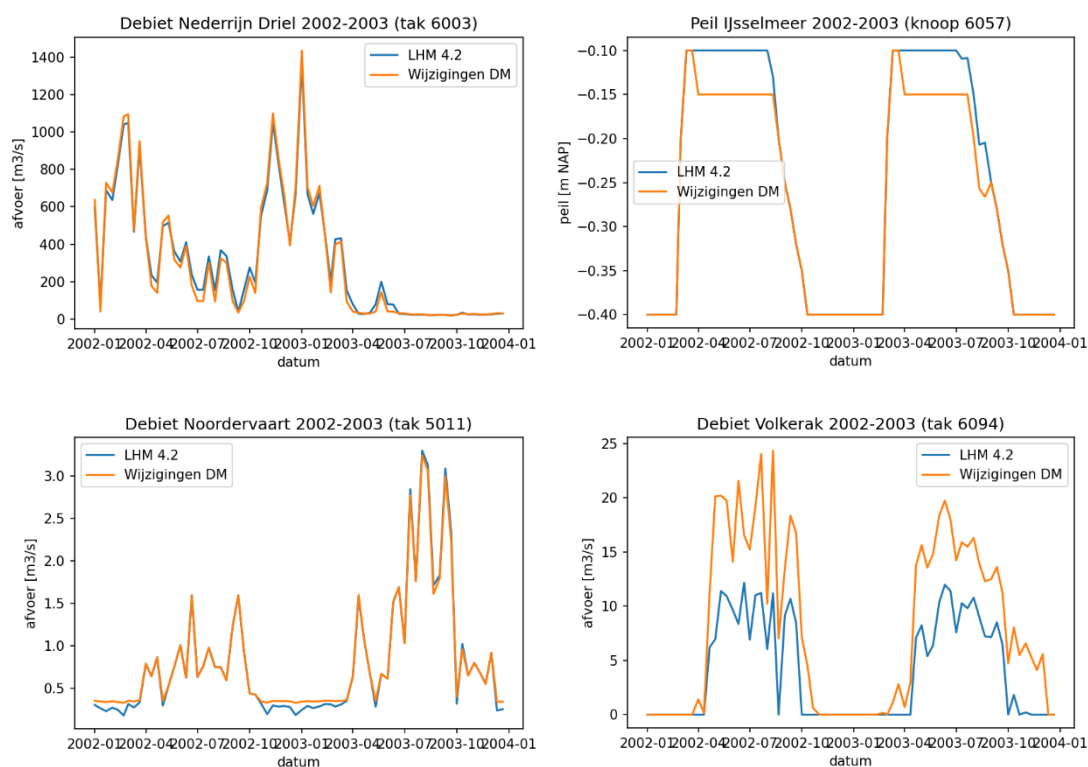 Debiet Nederrijn Driel 2002-2003 (tak 6003)
LHM 4.2
Wijzigingen DM
afvoer [m3/s]
1400
1200
1000
800
600
400
200
0
2002-01 2002-04 2002-07 2002-10 2003-01 2003-04 2003-07 2003-10 2004-01
datum
Peil IJsselmeer 2002-2003 (knoop 6057)
LHM 4.2
Wijzigingen DM
peil [m NAP]
−0.10
−0.15
−0.20
−0.25
−0.30
−0.35
−0.40
2002-01 2002-04 2002-07 2002-10 2003-01 2003-04 2003-07 2003-10 2004-01
datum
Debiet Noordervaart 2002-2003 (tak 5011)
LHM 4.2
Wijzigingen DM
afvoer [m3/s]
3.0
2.5
2.0
1.5
1.0
0.5
2002-01 2002-04 2002-07 2002-10 2003-01 2003-04 2003-07 2003-10 2004-01
datum
Debiet Volkerak 2002-2003 (tak 6094)
LHM 4.2
Wijzigingen DM
afvoer [m3/s]
25
20
15
10
5
0
2002-01 2002-04 2002-07 2002-10 2003-01 2003-04 2003-07 2003-10 2004-01
datum